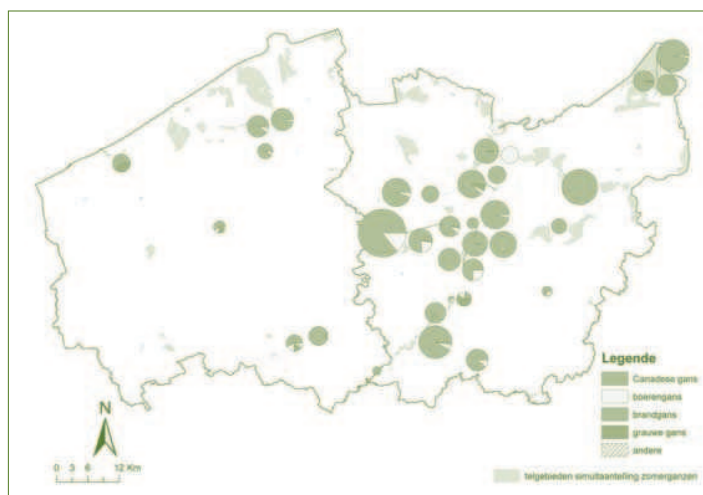 Legende
Canadese gans
boerengans
brandgans
grauwe gans
andere
telgebieden simultaantelling zomerganzen
N
0 3 6 12 Km